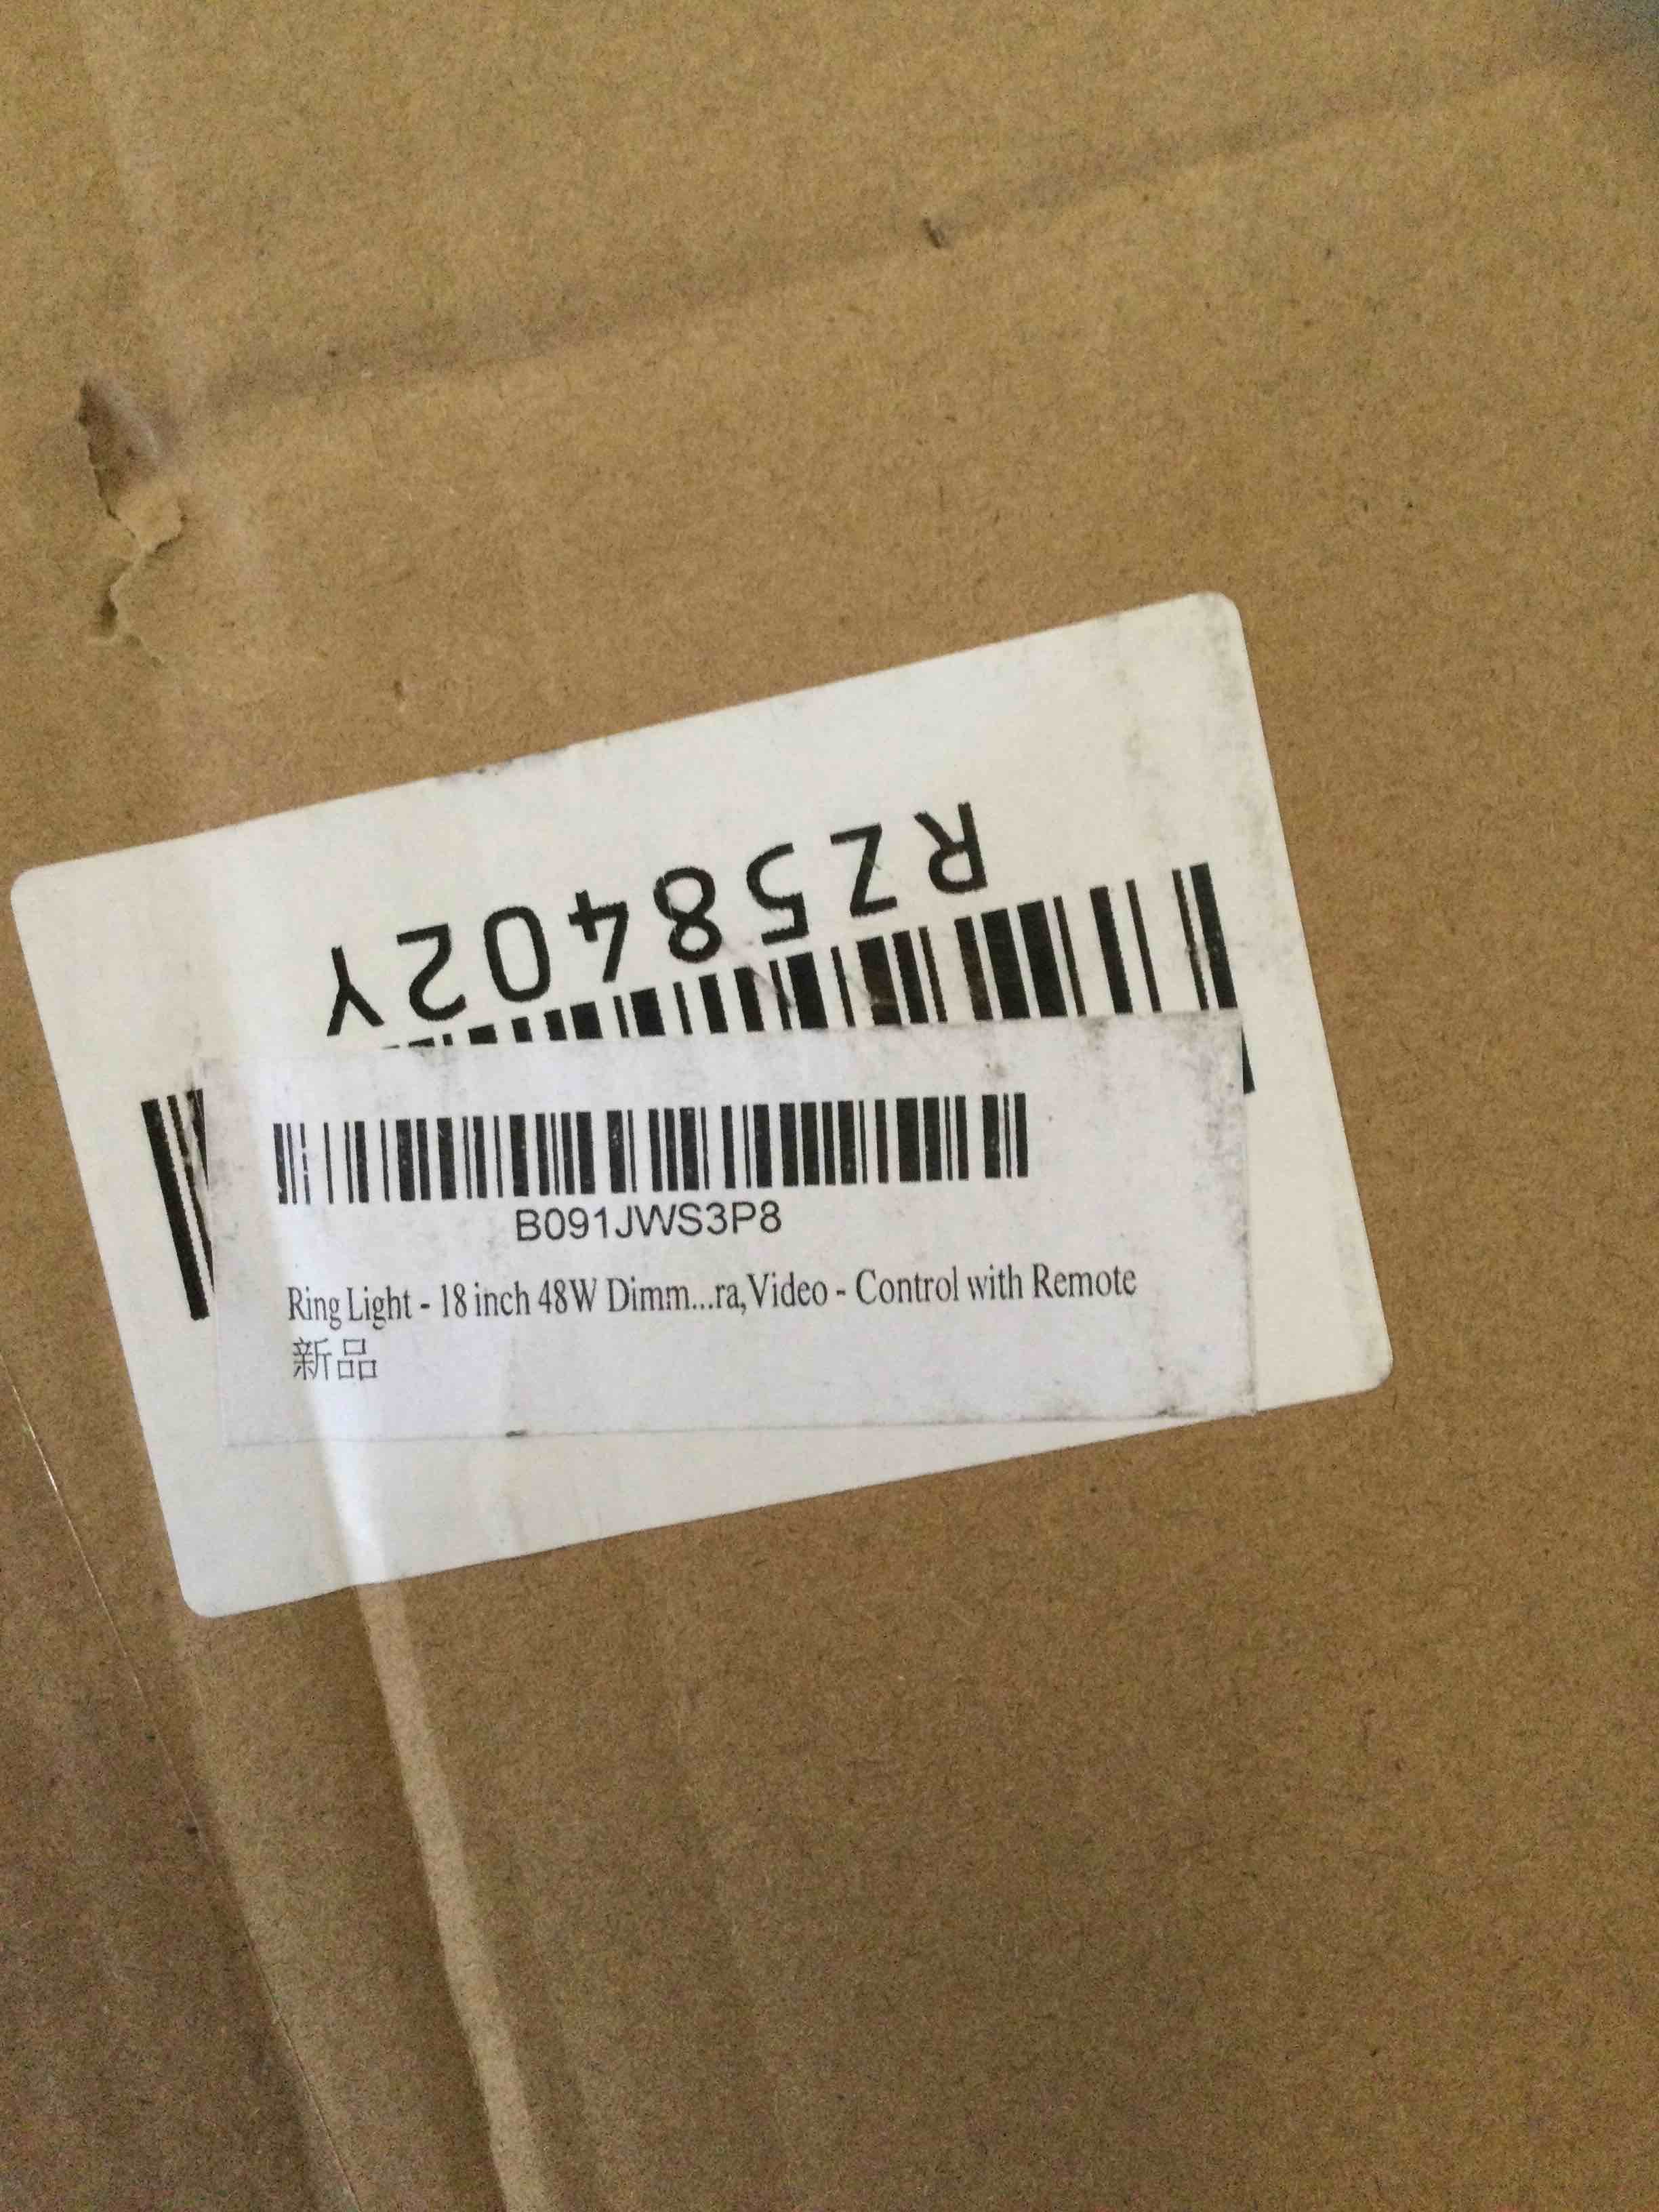 RZ58402Y
B091JWS3P8
Ring Light - 18 inch 48W Dimm...ra,Video - Control with Remote
新品